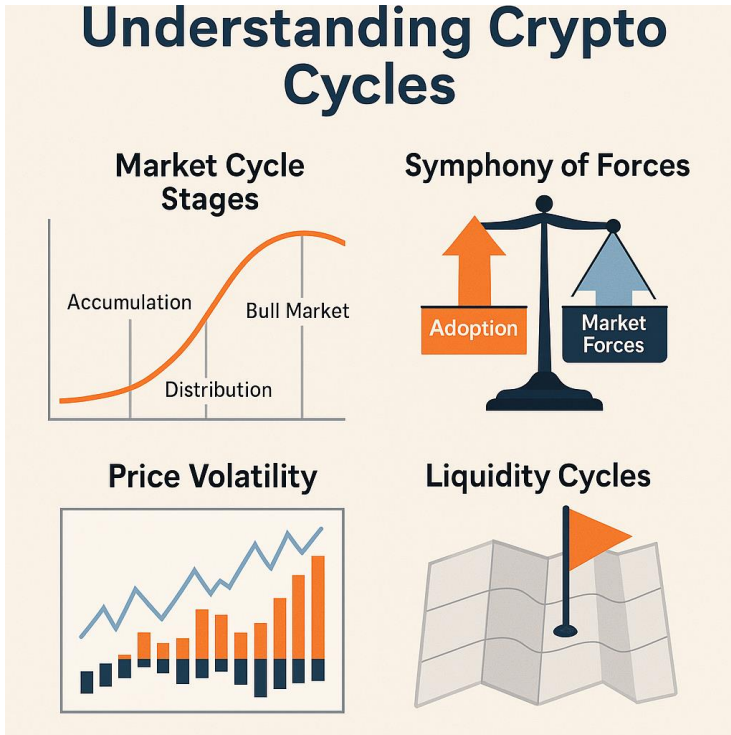 Understanding Crypto
Cycles
Market Cycle
Stages
Accumulation
Bull Market
Distribution
Symphony of Forces
Adoption
Market
Forces
Price Volatility
Liquidity Cycles